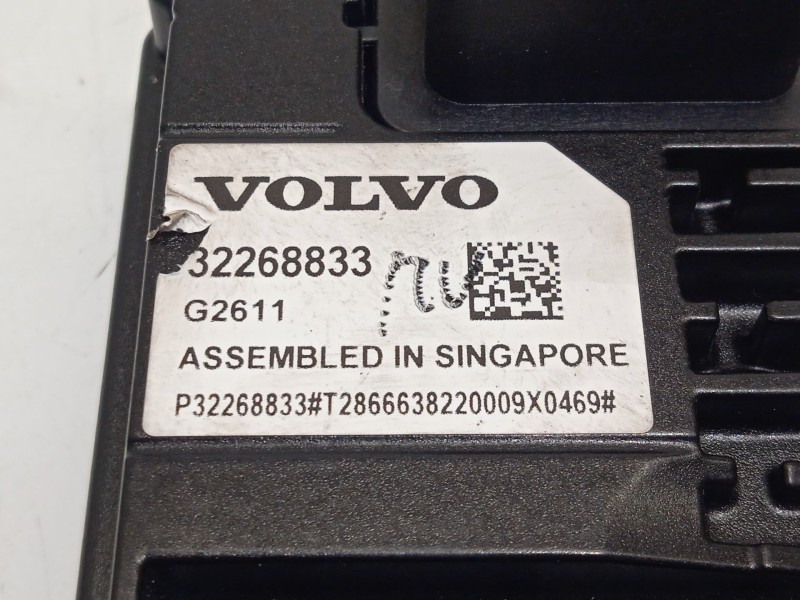 VOLVO
32268833
G2611
ASSEMBLED IN SINGAPORE
P32268833#T2866638220009X0469#